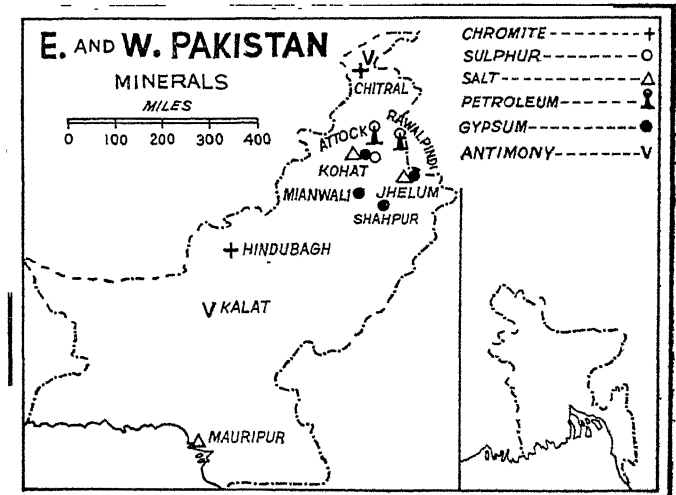 E. AND W. PAKISTAN
MINERALS
MILES
0 100 200 300 400
CHROMITE
SULPHUR
SALT
PETROLEUM
GYPSUM
ANTIMONY
CHITRAL
ATTOCK
RAWALPINDI
KOHAT
MIANWALI
JHELUM
SHAHPUR
HINDUBAGH
KALAT
MAURIPUR